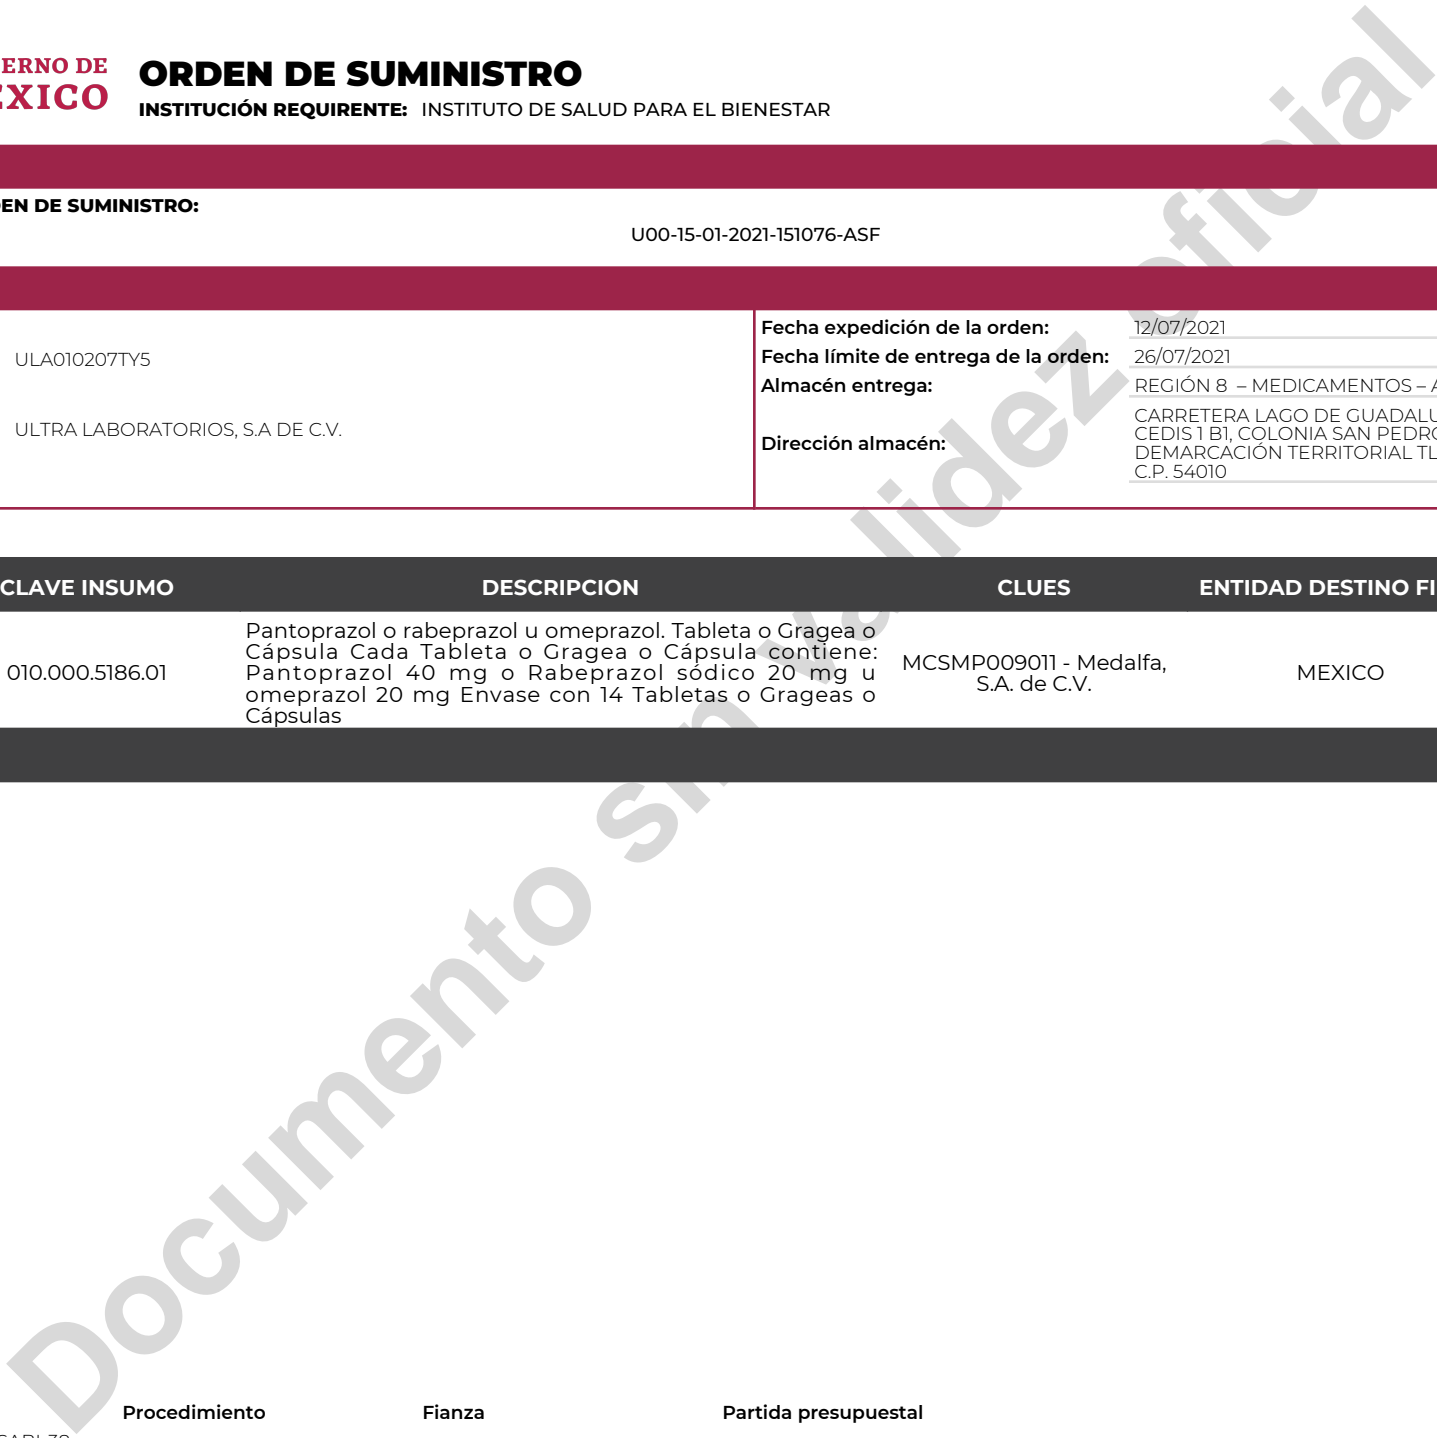 ERNO DE
EXICO
ORDEN DE SUMINISTRO
INSTITUCIÓN REQUIRENTE: INSTITUTO DE SALUD PARA EL BIENESTAR
EN DE SUMINISTRO:
U00-15-01-2021-151076-ASF
ULA010207TY5
ULTRA LABORATORIOS, S.A DE C.V.
Fecha expedición de la orden: 12/07/2021
Fecha límite de entrega de la orden: 26/07/2021
Almacén entrega: REGIÓN 8 – MEDICAMENTOS – A
Dirección almacén:
CARRETERA LAGO DE GUADALU
CEDIS 1 B1, COLONIA SAN PEDRO
DEMARCACIÓN TERRITORIAL TL
C.P. 54010
CLAVE INSUMO DESCRIPCION CLUES ENTIDAD DESTINO FI
010.000.5186.01
Pantoprazol o rabeprazol u omeprazol. Tableta o Gragea o
Cápsula Cada Tableta o Gragea o Cápsula contiene:
Pantoprazol 40 mg o Rabeprazol sódico 20 mg u
omeprazol 20 mg Envase con 14 Tabletas o Grageas o
Cápsulas
MCSMP009011 - Medalfa,
S.A. de C.V.
MEXICO
Documento sin validez oficial
Procedimiento Fianza Partida presupuestal